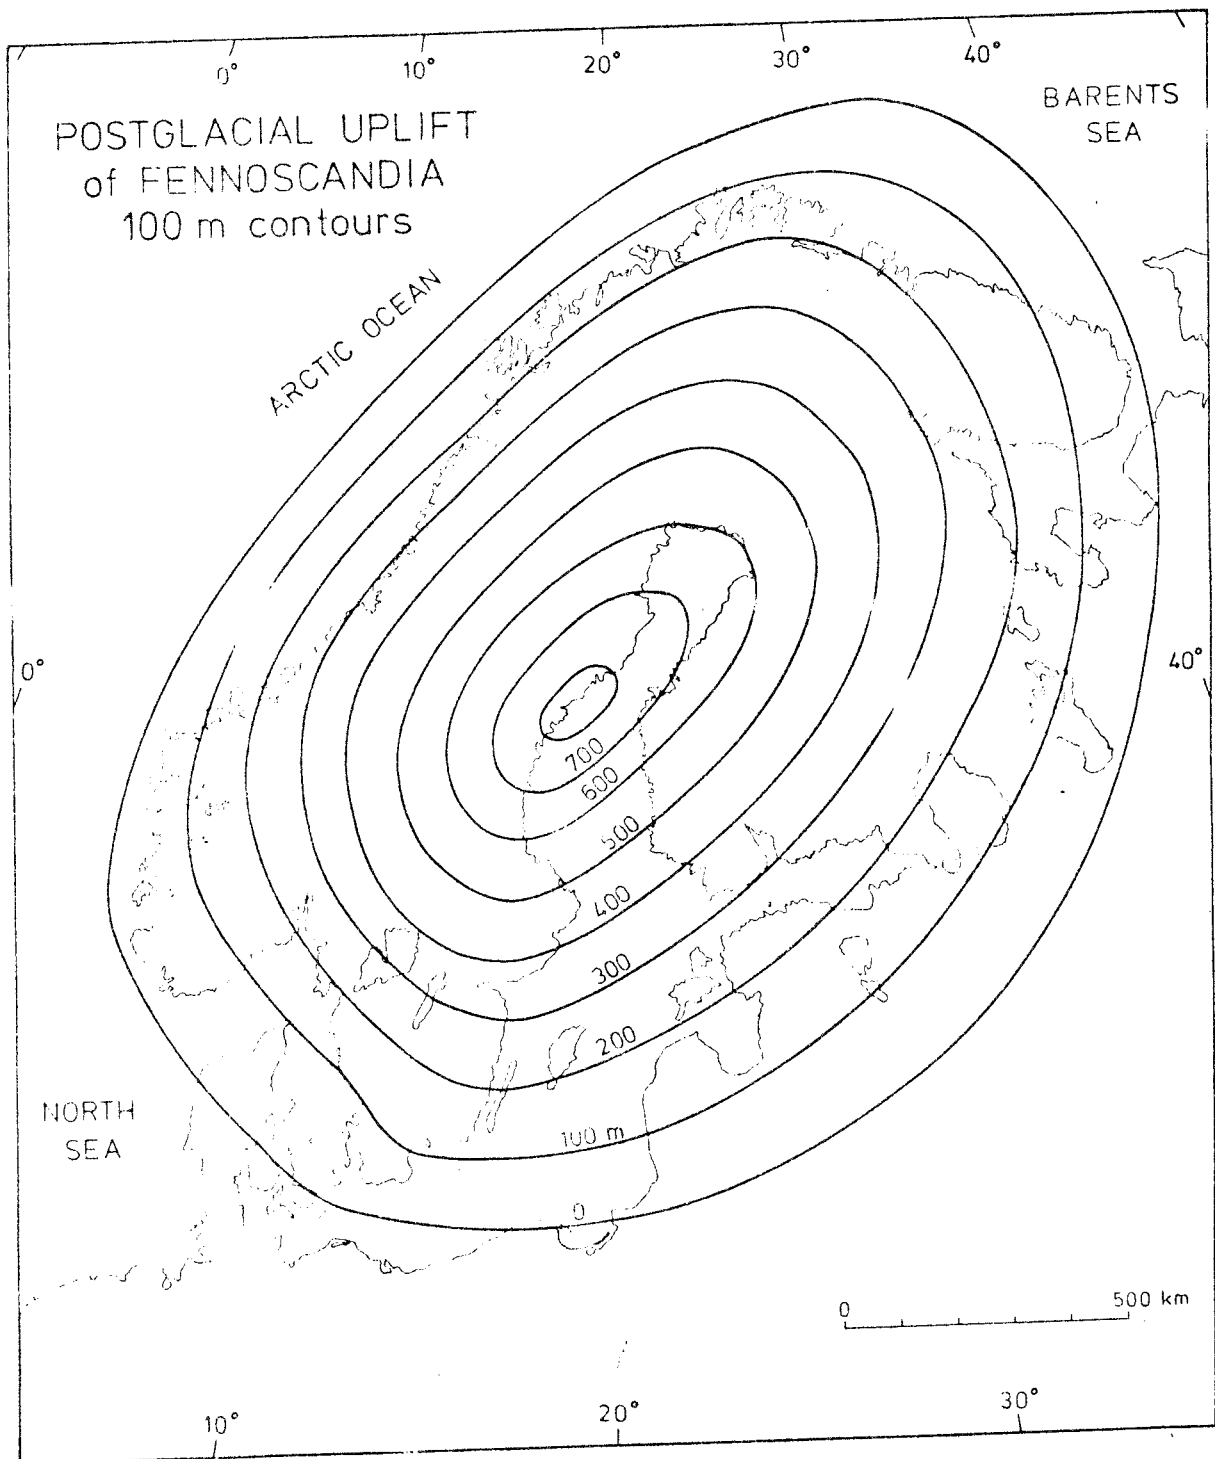 0° 10° 20° 30° 40°
BARENTS
SEA
POSTGLACIAL UPLIFT
of FENNOSCANDIA
100 m contours
ARCTIC OCEAN
0°
40°
700
600
500
400
300
200
100 m
0
NORTH
SEA
0 500 km
10° 20° 30°